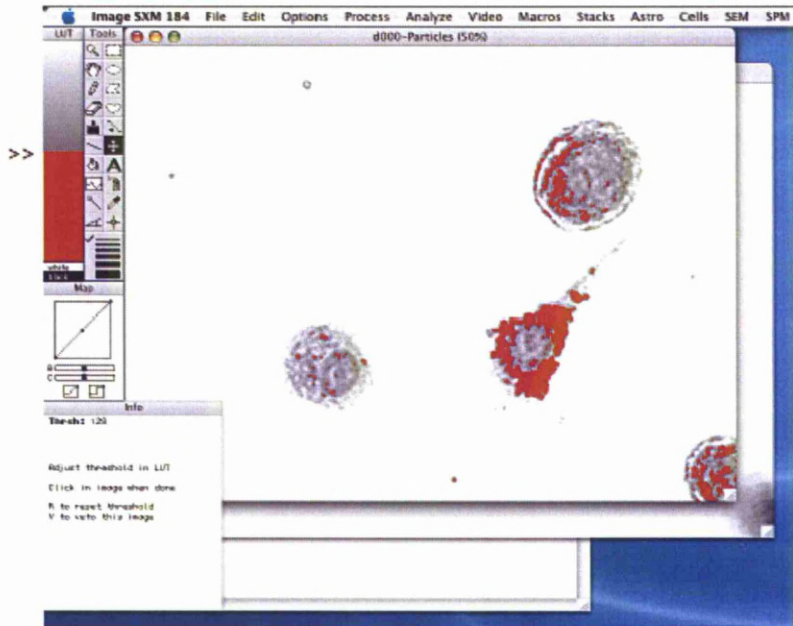 Image SXM 184 File Edit Options Process Analyze Video Macros Stacks Astro Cells SEM SPM
LUT Tools d000-Particles (50%)
>>
A
white
black
Map
B
C
Info
Thresh: 128
Adjust threshold in LUT
Click in image when done
R to reset threshold
V to veto this image